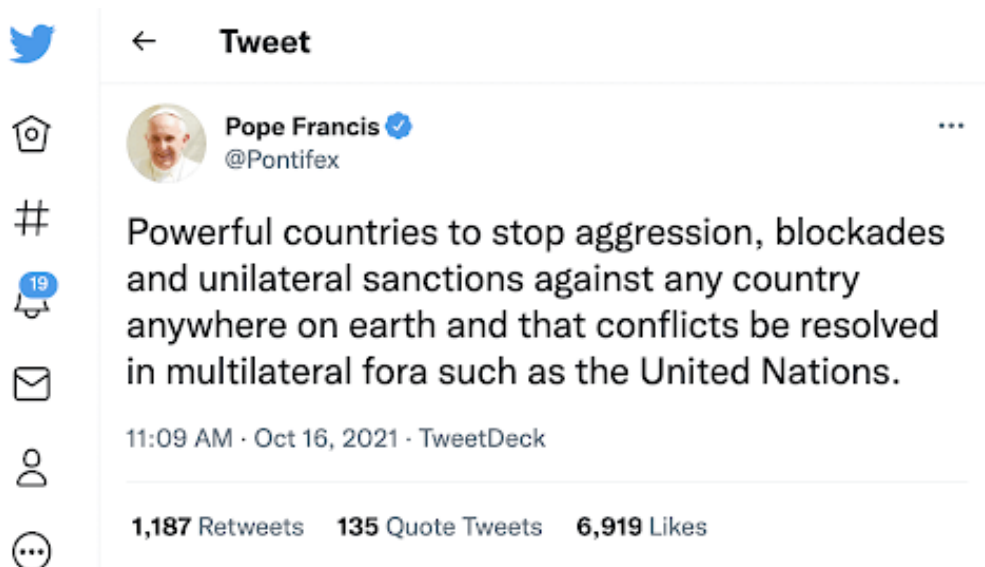 Tweet
Pope Francis
@Pontifex
Powerful countries to stop aggression, blockades
and unilateral sanctions against any country
anywhere on earth and that conflicts be resolved
in multilateral fora such as the United Nations.
11:09 AM · Oct 16, 2021 · TweetDeck
19
1,187 Retweets 135 Quote Tweets 6,919 Likes